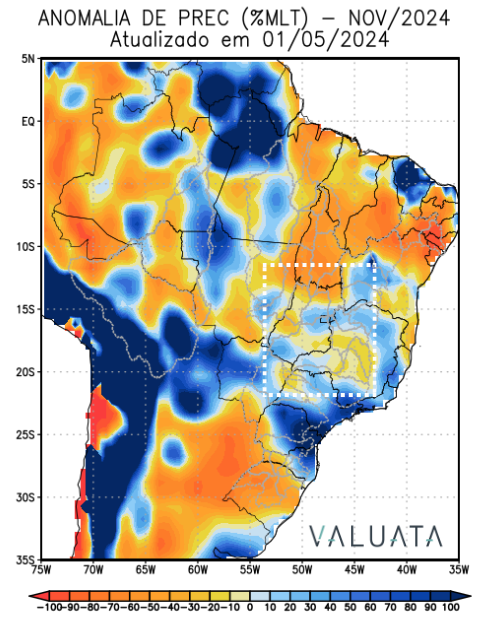 ANOMALIA DE PREC (%MLT) – NOV/2024
Atualizado em 01/05/2024
5N
EQ
5S
10S
15S
20S
25S
30S
35S
75W 70W 65W 60W 55W 50W 45W 40W 35W
VALUATA
-100 -90 -80 -70 -60 -50 -40 -30 -20 -10 0 10 20 30 40 50 60 70 80 90 100